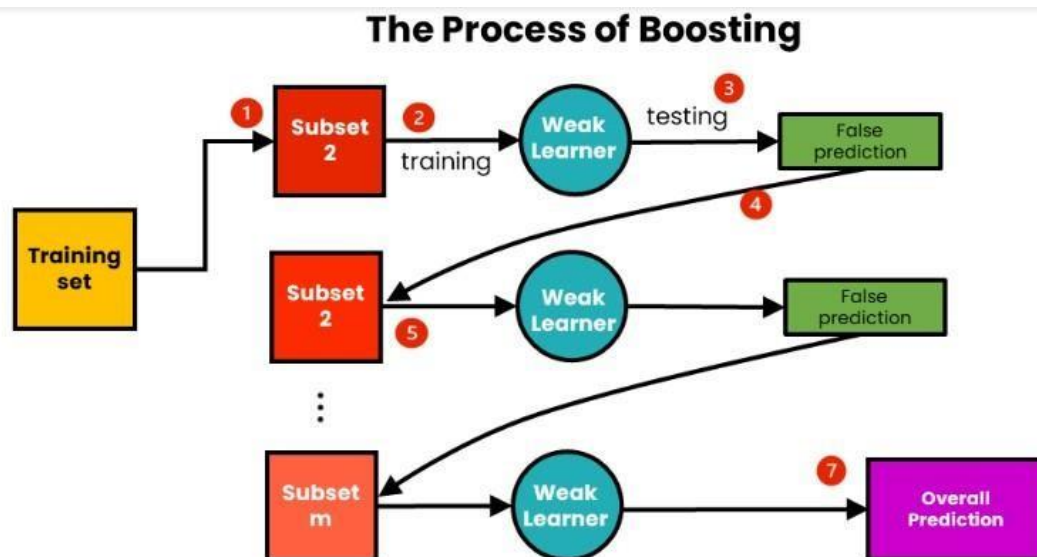 The Process of Boosting
1
Subset
2
2
training
Weak
Learner
3
testing
False
prediction
4
Training
set
Subset
2
5
Weak
Learner
False
prediction
Subset
m
Weak
Learner
7
Overall
Prediction